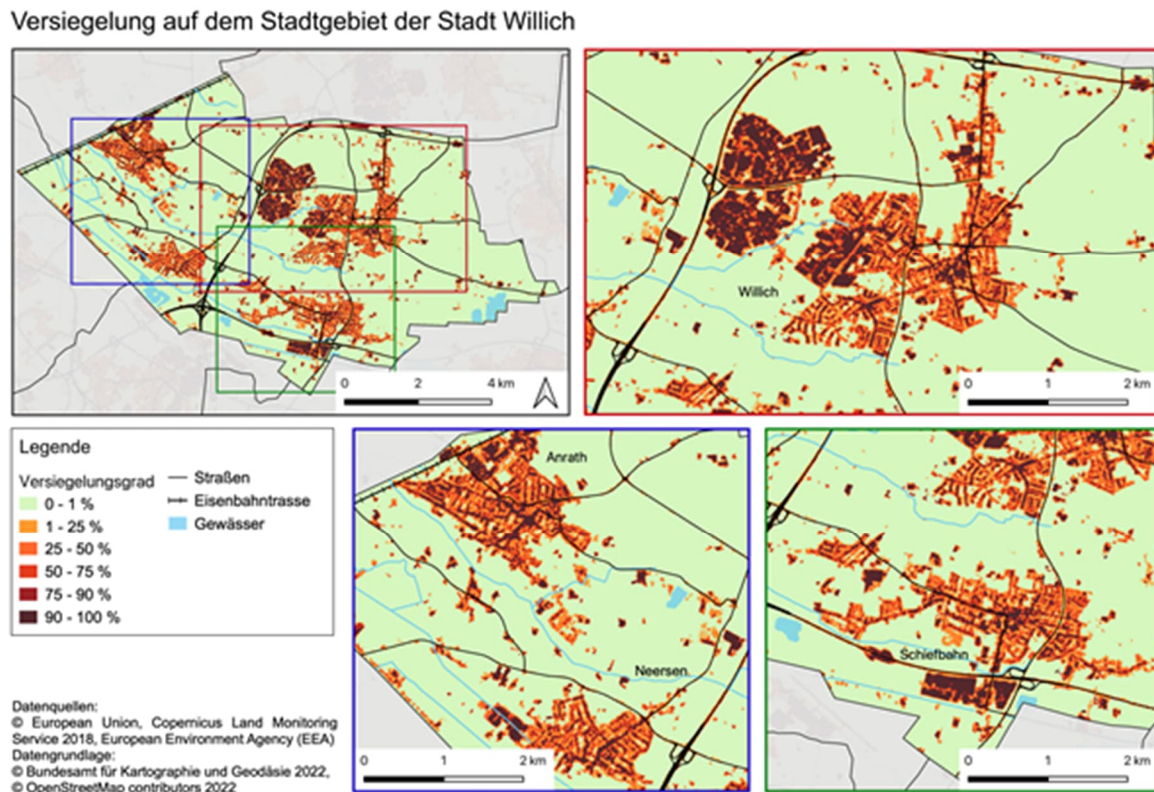 Versiegelung auf dem Stadtgebiet der Stadt Willich
0 2 4 km
Willich
0 1 2 km
Legende
Versiegelungsgrad
0 - 1 %
1 - 25 %
25 - 50 %
50 - 75 %
75 - 90 %
90 - 100 %
Straßen
Eisenbahntrasse
Gewässer
Anrath
Neersen
0 1 2 km
Schiefbahn
0 1 2 km
Datenquellen:
© European Union, Copernicus Land Monitoring
Service 2018, European Environment Agency (EEA)
Datengrundlage:
© Bundesamt für Kartographie und Geodäsie 2022,
© OpenStreetMap contributors 2022